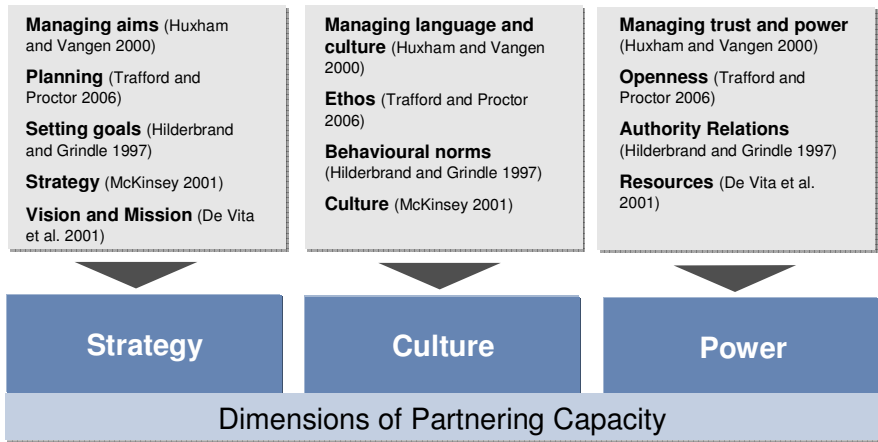 Managing aims (Huxham
and Vangen 2000)
Planning (Trafford and
Proctor 2006)
Setting goals (Hilderbrand
and Grindle 1997)
Strategy (McKinsey 2001)
Vision and Mission (De Vita
et al. 2001)
Managing language and
culture (Huxham and Vangen
2000)
Ethos (Trafford and Proctor
2006)
Behavioural norms
(Hilderbrand and Grindle 1997)
Culture (McKinsey 2001)
Managing trust and power
(Huxham and Vangen 2000)
Openness (Trafford and
Proctor 2006)
Authority Relations
(Hilderbrand and Grindle 1997)
Resources (De Vita et al.
2001)
Strategy
Culture
Power
Dimensions of Partnering Capacity